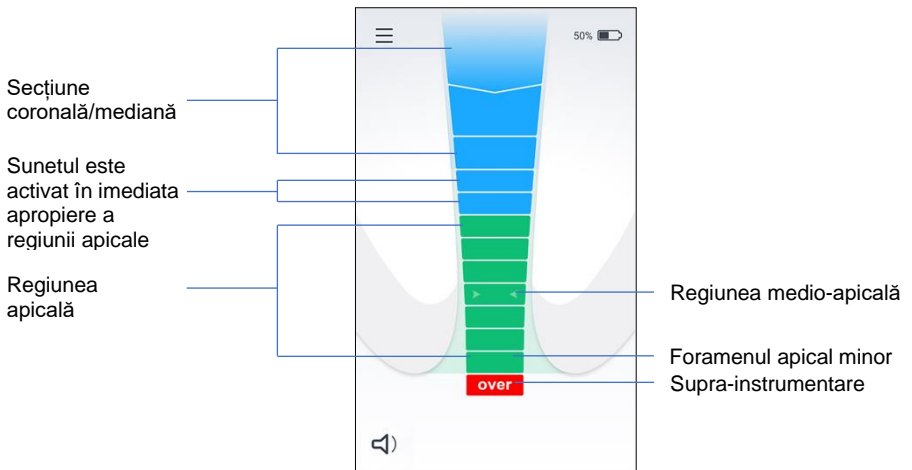 50%
Secțiune
coronală/mediană
Sunetul este
activat în imediata
apropiere a
regiunii apicale
Regiunea
apicală
Regiunea medio-apicală
Foramenul apical minor
Supra-instrumentare
over